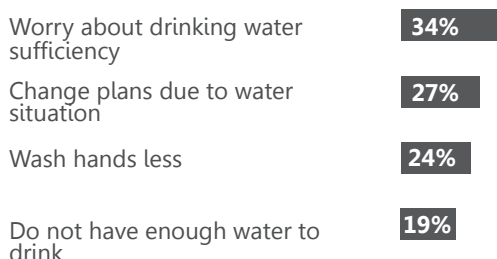 Worry about drinking water
sufficiency
34%
Change plans due to water
situation
27%
Wash hands less
24%
Do not have enough water to
drink
19%